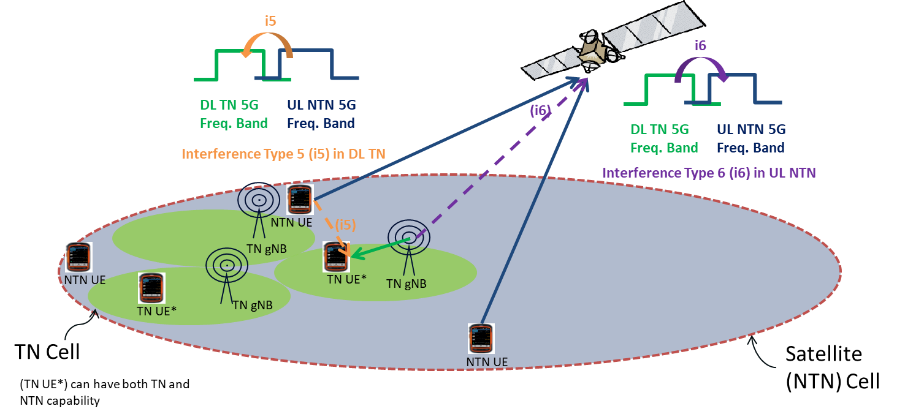 i5
DL TN 5G
Freq. Band
UL NTN 5G
Freq. Band
Interference Type 5 (i5) in DL TN
i6
DL TN 5G
Freq. Band
UL NTN 5G
Freq. Band
Interference Type 6 (i6) in UL NTN
(i6)
NTN UE
TN gNB
(i5)
NTN UE
TN UE*
TN gNB
TN UE*
TN gNB
NTN UE
TN Cell
(TN UE*) can have both TN and
NTN capability
Satellite
(NTN) Cell